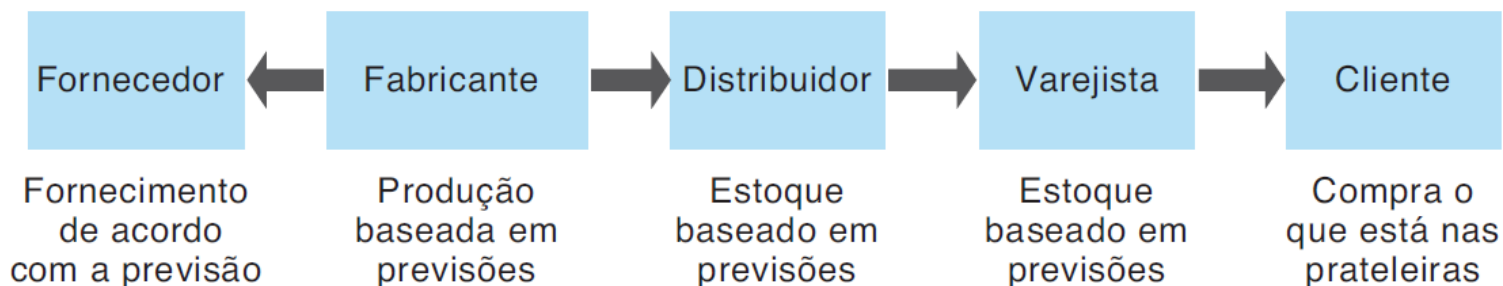 Fornecedor
Fabricante
Distribuidor
Varejista
Cliente
Fornecimento
de acordo
com a previsão
Produção
baseada em
previsões
Estoque
baseado em
previsões
Estoque
baseado em
previsões
Compra o
que está nas
prateleiras